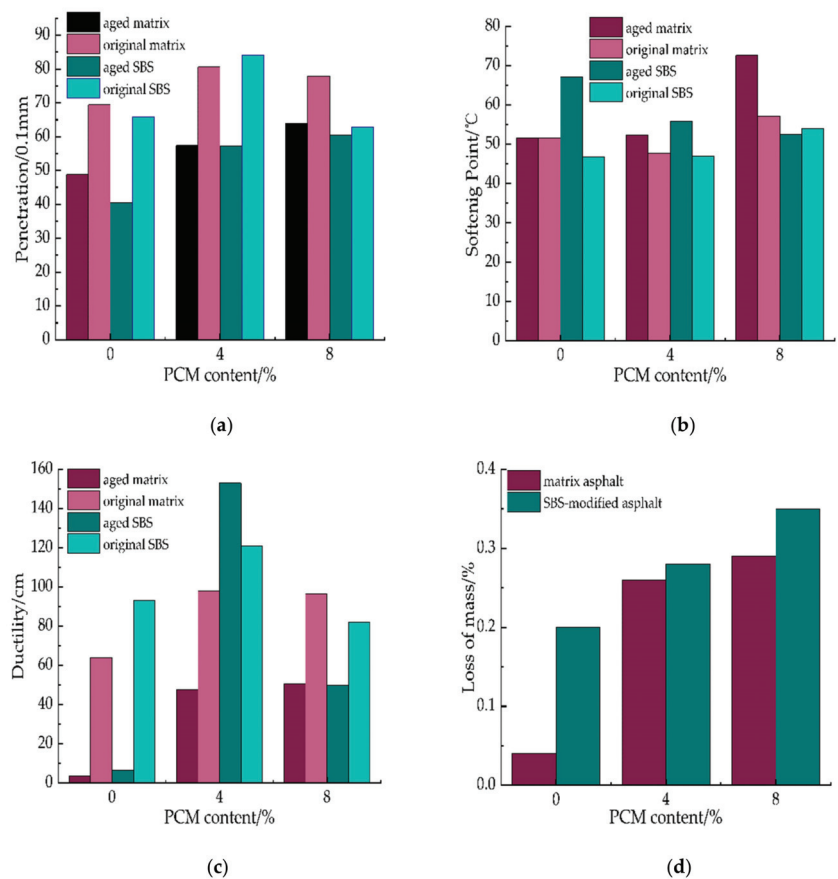 aged matrix
original matrix
aged SBS
original SBS
100
90
80
70
60
50
40
30
20
10
0
Penetration/0.1mm
0 4 8
PCM content/%
(a)
aged matrix
original matrix
aged SBS
original SBS
80
70
60
50
40
30
20
10
0
Softenig Point/℃
0 4 8
PCM content/%
(b)
aged matrix
original matrix
aged SBS
original SBS
160
140
120
100
80
60
40
20
0
Ductility/cm
0 4 8
PCM content/%
(c)
matrix asphalt
SBS-modified asphalt
0.4
0.3
0.2
0.1
0.0
Loss of mass/%
0 4 8
PCM content/%
(d)